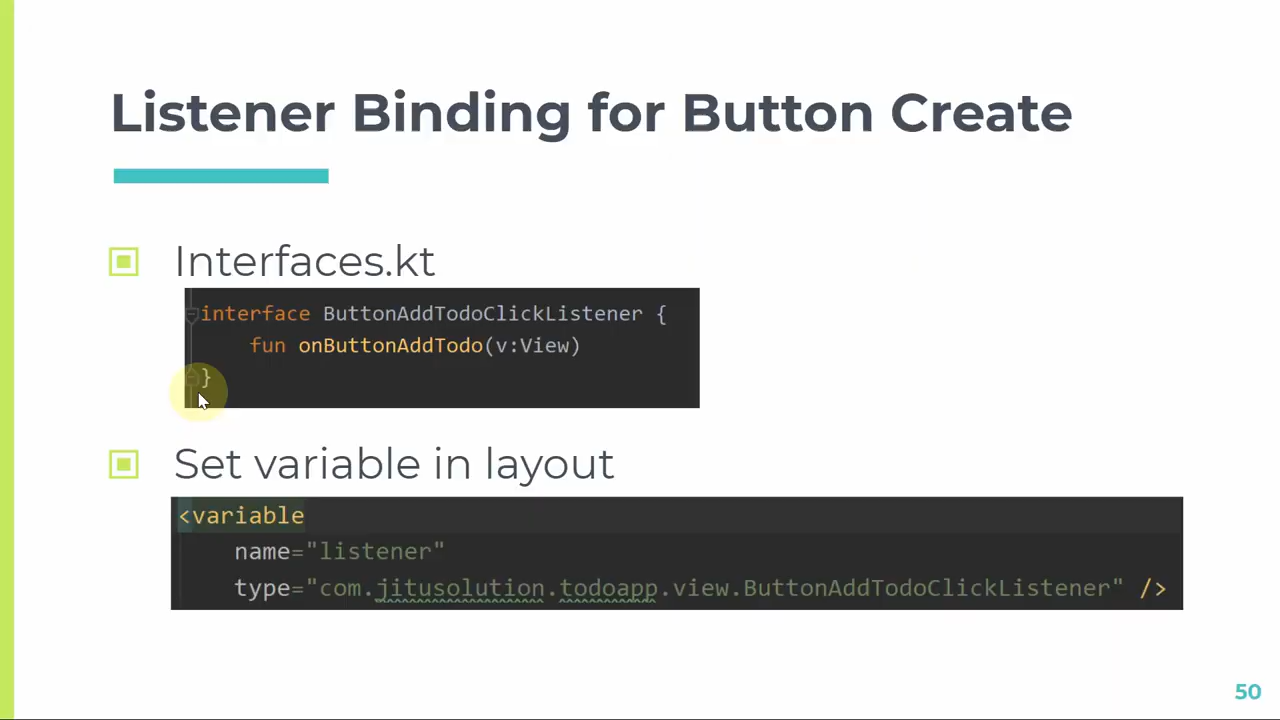 Listener Binding for Button Create
Interfaces.kt
interface ButtonAddTodoClickListener {
fun onButtonAddTodo(v:View)
}
Set variable in layout
<variable
name="listener"
type="com.jitusolution.todoapp.view.ButtonAddTodoClickListener" />
50